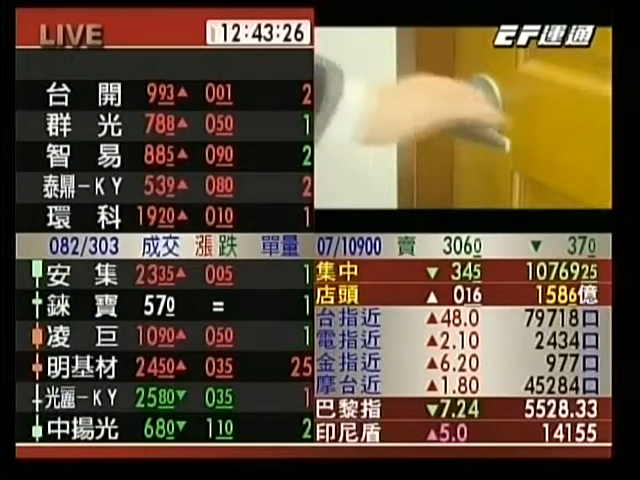 LIVE 12:43:26
EF運通
台開 993▲ 001 2
群光 788▲ 050 1
智易 885▲ 090 2
泰鼎-KY 539▲ 080 2
環科 1920▲ 010 1
082/303 成交 漲跌 單量
07/10900 賣 3060 ▼ 370
安集 2335▲ 005 1
錸寶 570 = 1
凌巨 1090▲ 050 1
明基材 2450▲ 035 25
光麗-KY 2580▼ 035 1
中揚光 680▼ 110 2
集中 ▼ 345 1076925
店頭 ▲ 016 1586億
台指近 ▲48.0 79718口
電指近 ▲2.10 2434口
金指近 ▲6.20 977口
摩台近 ▲1.80 45284口
巴黎指 ▼7.24 5528.33
印尼盾 ▲5.0 14155